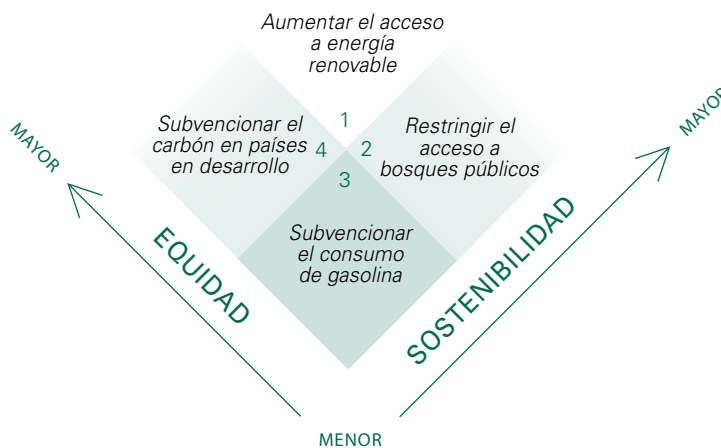 Aumentar el acceso
a energía
renovable
MAYOR
MAYOR
Subvencionar el
carbón en países
en desarrollo
1
4
2
3
Restringir el
acceso a
bosques públicos
Subvencionar
el consumo
de gasolina
EQUIDAD
SOSTENIBILIDAD
MENOR